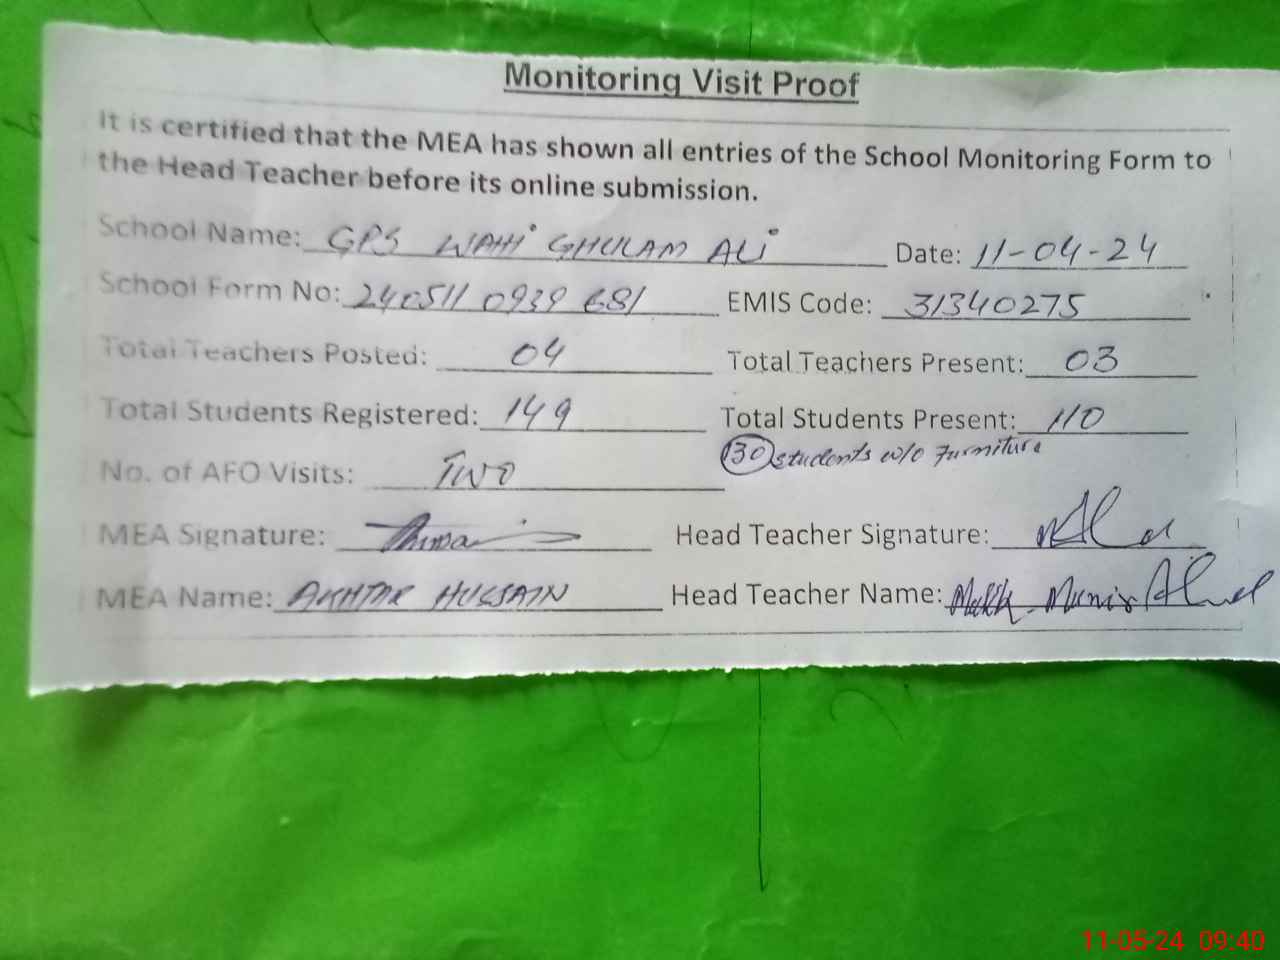 Monitoring Visit Proof
It is certified that the MEA has shown all entries of the School Monitoring Form to
the Head Teacher before its online submission.
School Name: GPS WAHI GHULAM ALI Date: 11-04-24
School Form No: 240511 0939 681 EMIS Code: 31340275
Total Teachers Posted: 04 Total Teachers Present: 03
Total Students Registered: 149 Total Students Present: 110
30 students w/o furniture
No. of AFO Visits: TWO
MEA Signature: Head Teacher Signature:
MEA Name: AKHTAR HUSSAIN Head Teacher Name: Munir Ahmed
11-05-24 09:40